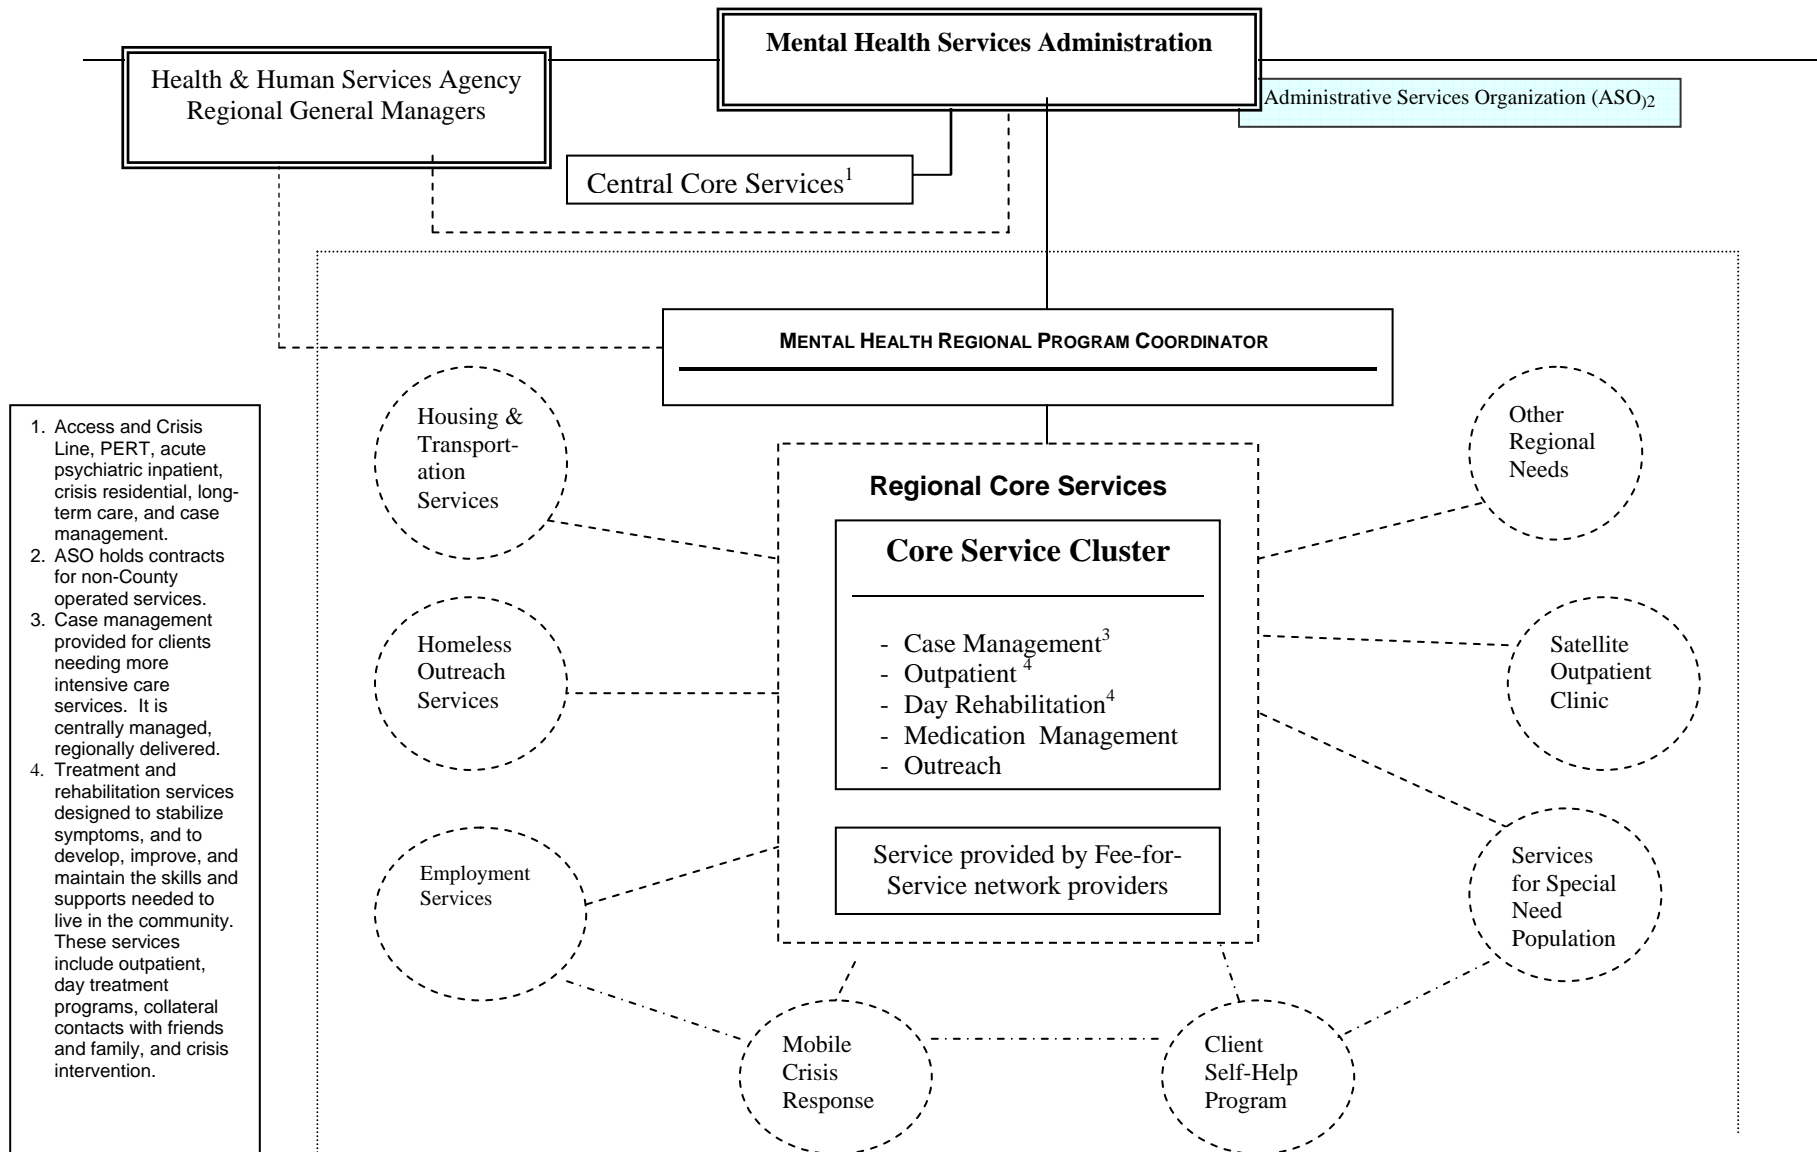 Mental Health Services Administration
Health & Human Services Agency
Regional General Managers
Administrative Services Organization (ASO)2
Central Core Services1
MENTAL HEALTH REGIONAL PROGRAM COORDINATOR
1. Access and Crisis
Line, PERT, acute
psychiatric inpatient,
crisis residential, long-
term care, and case
management.
2. ASO holds contracts
for non-County
operated services.
3. Case management
provided for clients
needing more
intensive care
services. It is
centrally managed,
regionally delivered.
4. Treatment and
rehabilitation services
designed to stabilize
symptoms, and to
develop, improve, and
maintain the skills and
supports needed to
live in the community.
These services
include outpatient,
day treatment
programs, collateral
contacts with friends
and family, and crisis
intervention.
Housing &
Transport-
ation
Services
Homeless
Outreach
Services
Employment
Services
Regional Core Services
Core Service Cluster
- Case Management3
- Outpatient 4
- Day Rehabilitation4
- Medication Management
- Outreach
Service provided by Fee-for-
Service network providers
Other
Regional
Needs
Satellite
Outpatient
Clinic
Services
for Special
Need
Population
Mobile
Crisis
Response
Client
Self-Help
Program